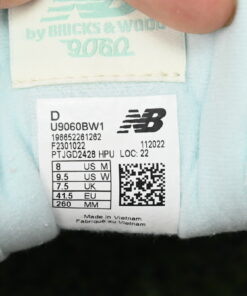 by BRICKS & WOOD
9060
D
U9060BW1
196652261262
F2301022
112022
PTJGD2428 HPU
LOC: 22
8 US M
9.5 US W
7.5 UK
41.5 EU
260 MM
Made in Vietnam
Fabriqué au Vietnam